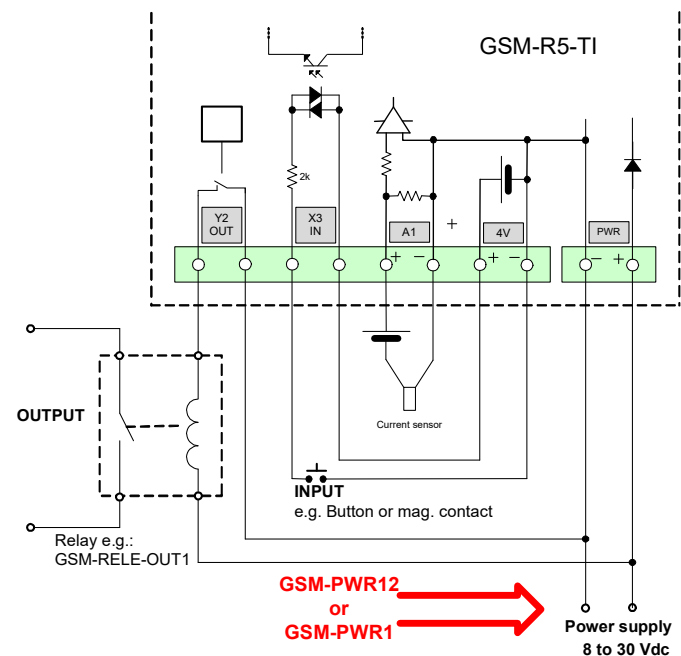 GSM-R5-TI
2k
Y2
OUT
X3
IN
A1
+
4V
PWR
+ −
+ −
− +
Current sensor
OUTPUT
INPUT
e.g. Button or mag. contact
Relay e.g.:
GSM-RELE-OUT1
GSM-PWR12
or
GSM-PWR1
Power supply
8 to 30 Vdc